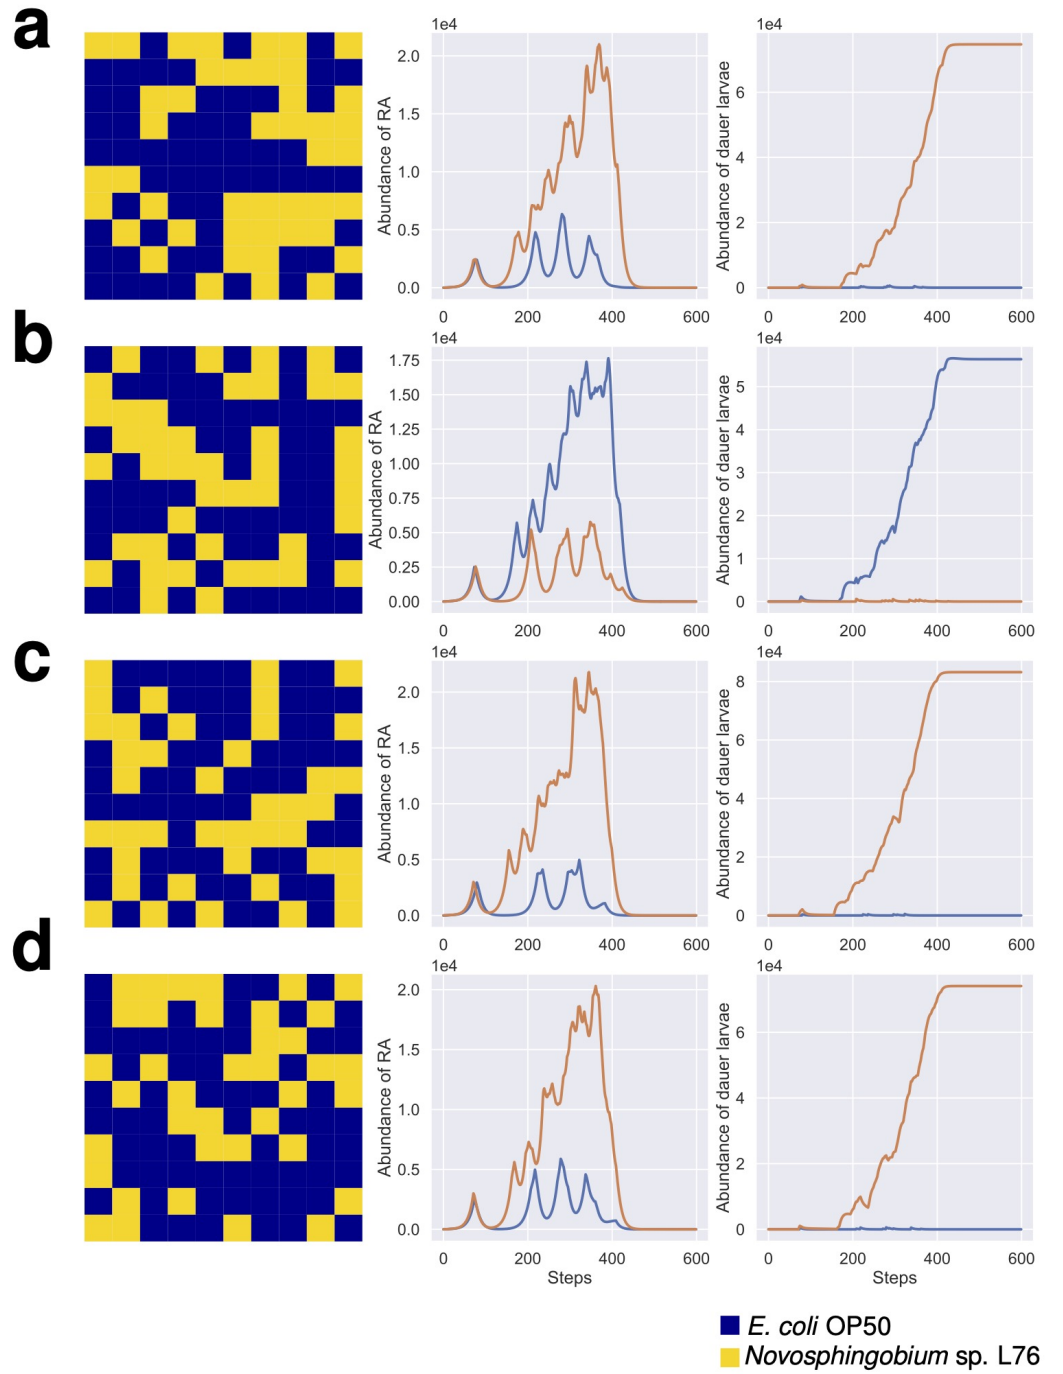 a
1e4
Abundance of RA
2.0
1.5
1.0
0.5
0.0
0 200 400 600
1e4
Abundance of dauer larvae
6
4
2
0
0 200 400 600
b
1e4
Abundance of RA
1.75
1.50
1.25
1.00
0.75
0.50
0.25
0.00
0 200 400 600
1e4
Abundance of dauer larvae
5
4
3
2
1
0
0 200 400 600
c
1e4
Abundance of RA
2.0
1.5
1.0
0.5
0.0
0 200 400 600
1e4
Abundance of dauer larvae
8
6
4
2
0
0 200 400 600
d
1e4
Abundance of RA
2.0
1.5
1.0
0.5
0.0
0 200 400 600
Steps
1e4
Abundance of dauer larvae
6
4
2
0
0 200 400 600
Steps
E. coli OP50
Novosphingobium sp. L76